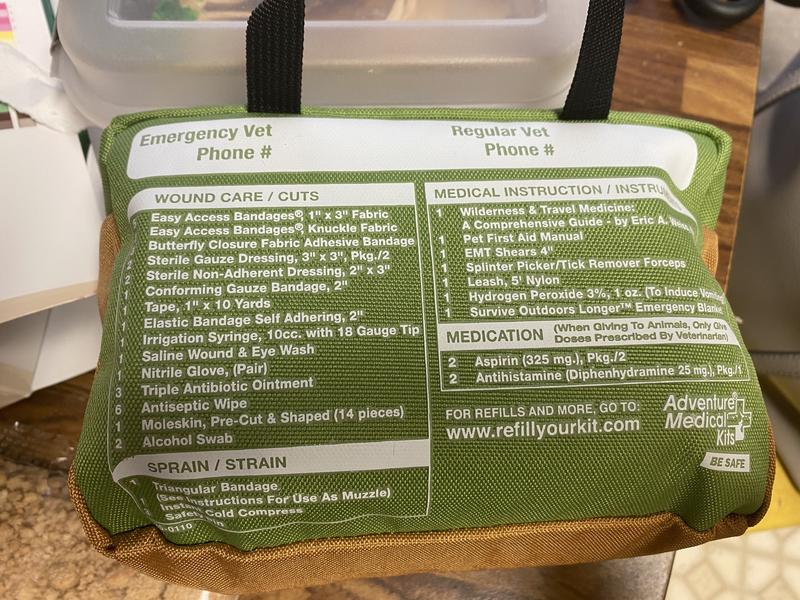 Emergency Vet
Phone #
Regular Vet
Phone #
WOUND CARE / CUTS
Easy Access Bandages® 1" x 3" Fabric
Easy Access Bandages®, Knuckle Fabric
Butterfly Closure Fabric Adhesive Bandage
Sterile Gauze Dressing, 3" x 3", Pkg./2
2 Sterile Non-Adherent Dressing, 2" x 3"
1 Conforming Gauze Bandage, 2"
1 Tape, 1" x 10 Yards
1 Elastic Bandage Self Adhering, 2"
1 Irrigation Syringe, 10cc. with 18 Gauge Tip
1 Saline Wound & Eye Wash
1 Nitrile Glove, (Pair)
3 Triple Antibiotic Ointment
6 Antiseptic Wipe
1 Moleskin, Pre-Cut & Shaped (14 pieces)
2 Alcohol Swab
SPRAIN / STRAIN
1 Triangular Bandage
(See Instructions For Use As Muzzle)
Cold Compress
0110
MEDICAL INSTRUCTION /
1 Wilderness & Travel Medicine:
A Comprehensive Guide - by Eric A.
1 Pet First Aid Manual
1 EMT Shears 4"
1 Splinter Picker/Tick Remover Forceps
1 Leash, 5' Nylon
1 Hydrogen Peroxide 3%, 1 oz. (To Induce
1 Survive Outdoors Longer™ Emergency
MEDICATION (When Giving To Animals, Only Give
Doses Prescribed By Veterinarian)
2 Aspirin (325 mg.), Pkg./2
2 Antihistamine (Diphenhydramine 25 mg.), Pkg./1
FOR REFILLS AND MORE, GO TO:
www.refillyourkit.com
Adventure®
Medical
Kits
BE SAFE